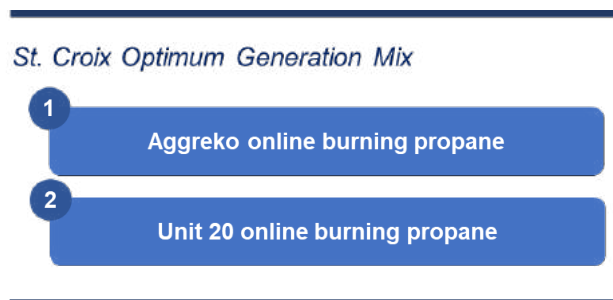 St. Croix Optimum Generation Mix
1
Aggreko online burning propane
2
Unit 20 online burning propane